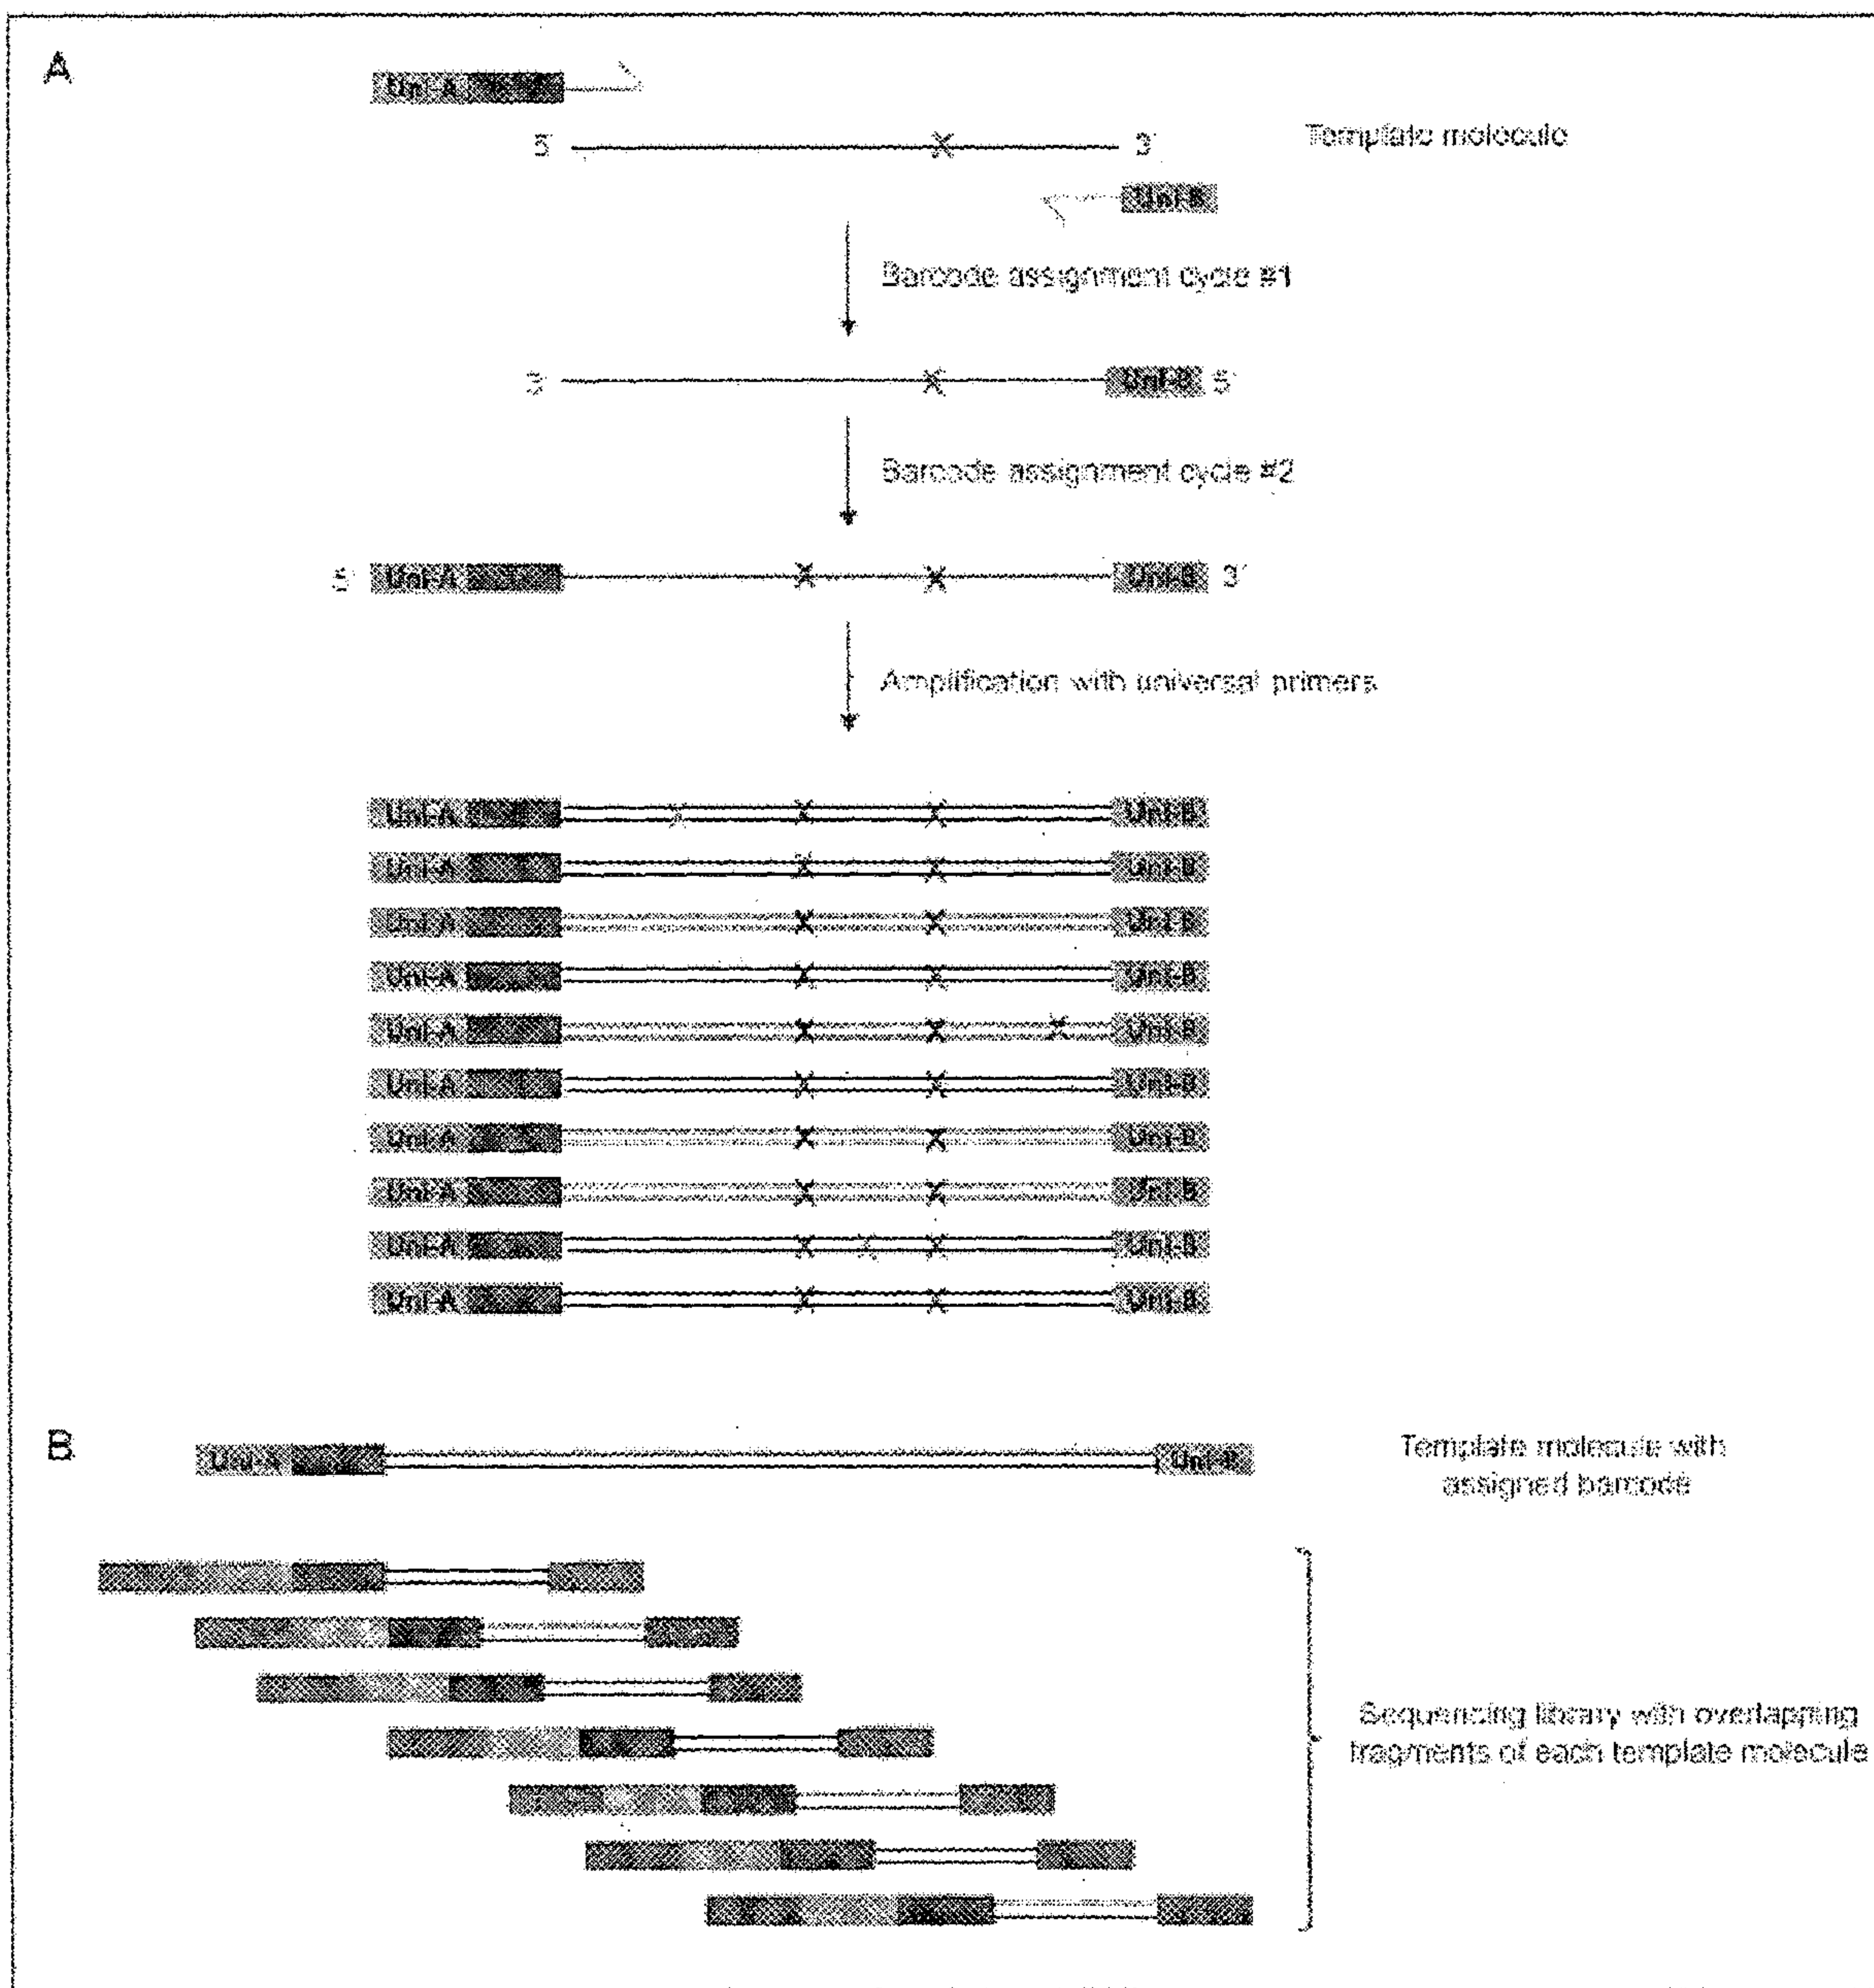 A
Uni-A
5´ 3´ Template molecule
Uni-B
Barcode assignment cycle #1
3´ Uni-B 5´
Barcode assignment cycle #2
5´ Uni-A Uni-B 3´
Amplification with universal primers
Uni-A Uni-B
Uni-A Uni-B
Uni-A Uni-B
Uni-A Uni-B
Uni-A Uni-B
Uni-A Uni-B
Uni-A Uni-B
Uni-A Uni-B
Uni-A Uni-B
Uni-A Uni-B
B
Uni-A Uni-B
Template molecule with
assigned barcode
Sequencing library with overlapping
fragments of each template molecule